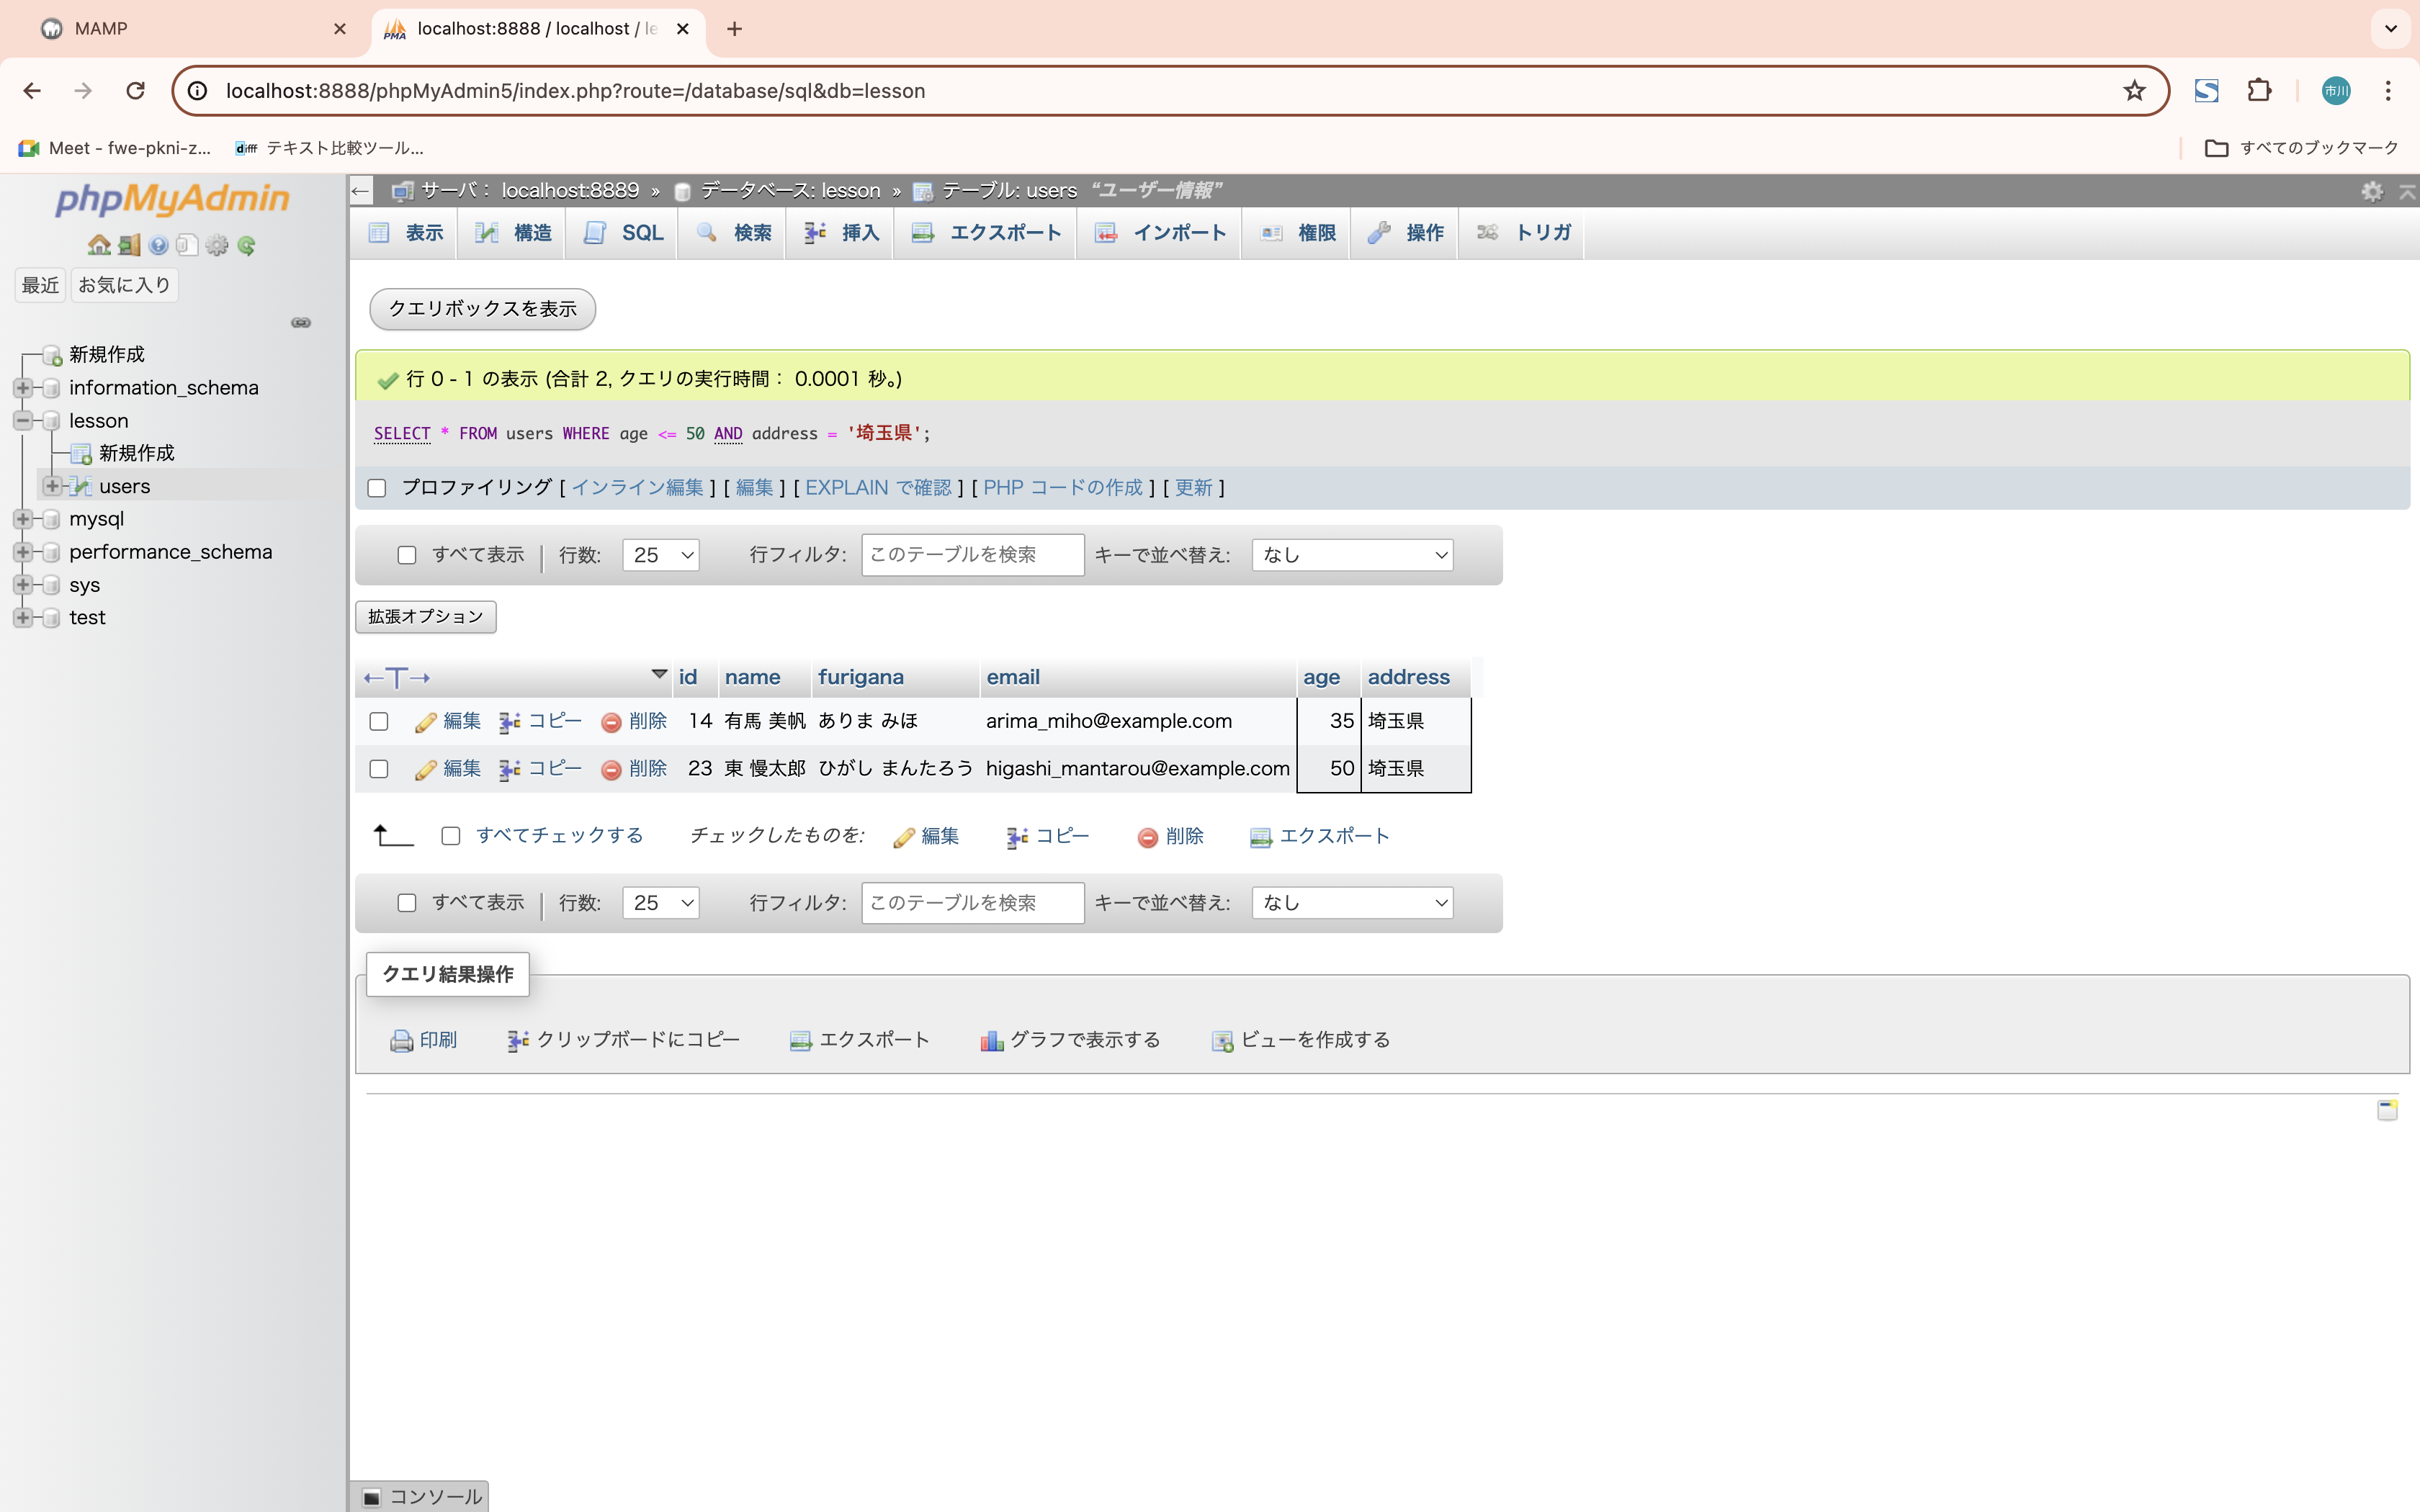 MAMP
localhost:8888 / localhost / le
localhost:8888/phpMyAdmin5/index.php?route=/database/sql&db=lesson
市川
Meet - fwe-pkni-z...
diff テキスト比較ツール...
すべてのブックマーク
phpMyAdmin
最近 お気に入り
新規作成
information_schema
lesson
新規作成
users
mysql
performance_schema
sys
test
サーバ: localhost:8889 » データベース: lesson » テーブル: users “ユーザー情報”
表示 構造 SQL 検索 挿入 エクスポート インポート 権限 操作 トリガ
クエリボックスを表示
行 0 - 1 の表示 (合計 2, クエリの実行時間: 0.0001 秒。)
SELECT * FROM users WHERE age <= 50 AND address = '埼玉県';
プロファイリング [ インライン編集 ] [ 編集 ] [ EXPLAIN で確認 ] [ PHP コードの作成 ] [ 更新 ]
すべて表示 行数: 25 行フィルタ: このテーブルを検索 キーで並べ替え: なし
拡張オプション
←T→ id name furigana email age address
編集 コピー 削除 14 有馬 美帆 ありま みほ arima_miho@example.com 35 埼玉県
編集 コピー 削除 23 東 慢太郎 ひがし まんたろう higashi_mantarou@example.com 50 埼玉県
すべてチェックする チェックしたものを: 編集 コピー 削除 エクスポート
すべて表示 行数: 25 行フィルタ: このテーブルを検索 キーで並べ替え: なし
クエリ結果操作
印刷 クリップボードにコピー エクスポート グラフで表示する ビューを作成する
コンソール